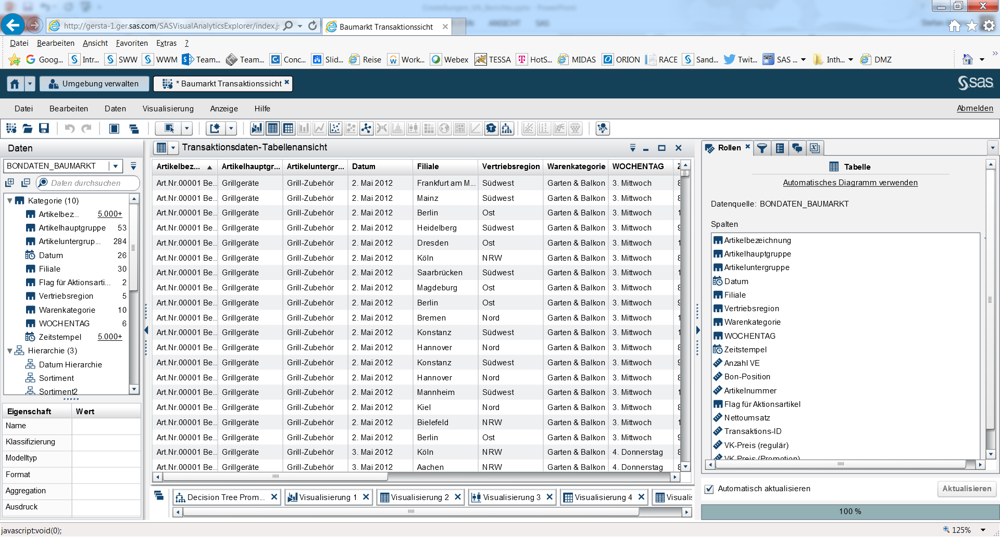 http://gersta-1.ger.sas.com/SASVisualAnalyticsExplorer/index.js
Baumarkt Transaktionssicht
Datei Bearbeiten Ansicht Favoriten Extras ?
Goog... Intr... SWW WWM Team... Team... Conc... Slid... Reise Work... Webex TESSA HotS... MIDAS ORION RACE Sand... Twit... SAS ... Inth... DMZ
Umgebung verwalten
* Baumarkt Transaktionssicht
sas
Datei Bearbeiten Daten Visualisierung Anzeige Hilfe
Abmelden
Daten
BONDATEN_BAUMARKT
Daten durchsuchen
Kategorie (10)
Artikelbez... 5.000+
Artikelhauptgruppe 53
Artikeluntergrup... 284
Datum 26
Filiale 30
Flag für Aktionsarti... 2
Vertriebsregion 5
Warenkategorie 10
WOCHENTAG 6
Zeitstempel 5.000+
Hierarchie (3)
Datum Hierarchie
Sortiment
Sortiment2
Eigenschaft Wert
Name
Klassifizierung
Modelltyp
Format
Aggregation
Ausdruck
Transaktionsdaten-Tabellenansicht
Artikelbez... Artikelhauptgr... Artikeluntergr... Datum Filiale Vertriebsregion Warenkategorie WOCHENTAG
Art.Nr.00001 Be... Grillgeräte Grill-Zubehör 2. Mai 2012 Frankfurt am M... Südwest Garten & Balkon 3. Mittwoch
Art.Nr.00001 Be... Grillgeräte Grill-Zubehör 2. Mai 2012 Mainz Südwest Garten & Balkon 3. Mittwoch
Art.Nr.00001 Be... Grillgeräte Grill-Zubehör 2. Mai 2012 Berlin Ost Garten & Balkon 3. Mittwoch
Art.Nr.00001 Be... Grillgeräte Grill-Zubehör 2. Mai 2012 Heidelberg Südwest Garten & Balkon 3. Mittwoch
Art.Nr.00001 Be... Grillgeräte Grill-Zubehör 2. Mai 2012 Dresden Ost Garten & Balkon 3. Mittwoch
Art.Nr.00001 Be... Grillgeräte Grill-Zubehör 2. Mai 2012 Köln NRW Garten & Balkon 3. Mittwoch
Art.Nr.00001 Be... Grillgeräte Grill-Zubehör 2. Mai 2012 Saarbrücken Südwest Garten & Balkon 3. Mittwoch
Art.Nr.00001 Be... Grillgeräte Grill-Zubehör 2. Mai 2012 Magdeburg Ost Garten & Balkon 3. Mittwoch
Art.Nr.00001 Be... Grillgeräte Grill-Zubehör 2. Mai 2012 Berlin Ost Garten & Balkon 3. Mittwoch
Art.Nr.00001 Be... Grillgeräte Grill-Zubehör 2. Mai 2012 Bremen Nord Garten & Balkon 3. Mittwoch
Art.Nr.00001 Be... Grillgeräte Grill-Zubehör 2. Mai 2012 Konstanz Südwest Garten & Balkon 3. Mittwoch
Art.Nr.00001 Be... Grillgeräte Grill-Zubehör 2. Mai 2012 Hannover Nord Garten & Balkon 3. Mittwoch
Art.Nr.00001 Be... Grillgeräte Grill-Zubehör 2. Mai 2012 Konstanz Südwest Garten & Balkon 3. Mittwoch
Art.Nr.00001 Be... Grillgeräte Grill-Zubehör 2. Mai 2012 Hannover Nord Garten & Balkon 3. Mittwoch
Art.Nr.00001 Be... Grillgeräte Grill-Zubehör 2. Mai 2012 Mannheim Südwest Garten & Balkon 3. Mittwoch
Art.Nr.00001 Be... Grillgeräte Grill-Zubehör 2. Mai 2012 Kiel Nord Garten & Balkon 3. Mittwoch
Art.Nr.00001 Be... Grillgeräte Grill-Zubehör 2. Mai 2012 Bielefeld NRW Garten & Balkon 3. Mittwoch
Art.Nr.00001 Be... Grillgeräte Grill-Zubehör 2. Mai 2012 Berlin Ost Garten & Balkon 3. Mittwoch
Art.Nr.00001 Be... Grillgeräte Grill-Zubehör 3. Mai 2012 Köln NRW Garten & Balkon 4. Donnerstag
Art.Nr.00001 Be... Grillgeräte Grill-Zubehör 3. Mai 2012 Aachen NRW Garten & Balkon 4. Donnerstag
Decision Tree Prom... Visualisierung 1 Visualisierung 2 Visualisierung 3 Visualisierung 4 Visualis
Rollen
Tabelle
Automatisches Diagramm verwenden
Datenquelle: BONDATEN_BAUMARKT
Spalten
Artikelbezeichnung
Artikelhauptgruppe
Artikeluntergruppe
Datum
Filiale
Vertriebsregion
Warenkategorie
WOCHENTAG
Zeitstempel
Anzahl VE
Bon-Position
Artikelnummer
Flag für Aktionsartikel
Nettoumsatz
Transaktions-ID
VK-Preis (regulär)
VK-Preis (Promotion)
Automatisch aktualisieren
Aktualisieren
100 %
javascript:void(0);
125%